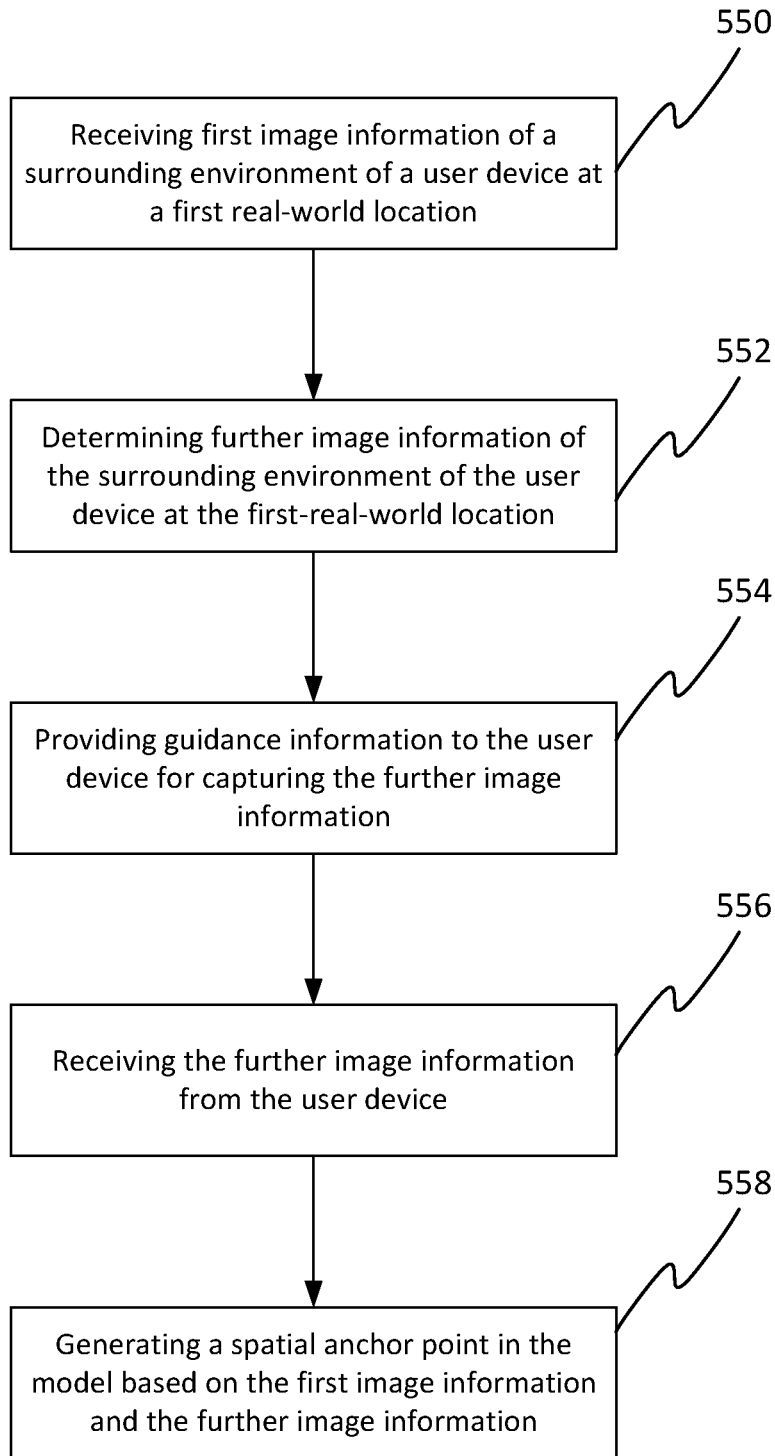 550
Receiving first image information of a
surrounding environment of a user device at
a first real-world location
552
Determining further image information of
the surrounding environment of the user
device at the first-real-world location
554
Providing guidance information to the user
device for capturing the further image
information
556
Receiving the further image information
from the user device
558
Generating a spatial anchor point in the
model based on the first image information
and the further image information